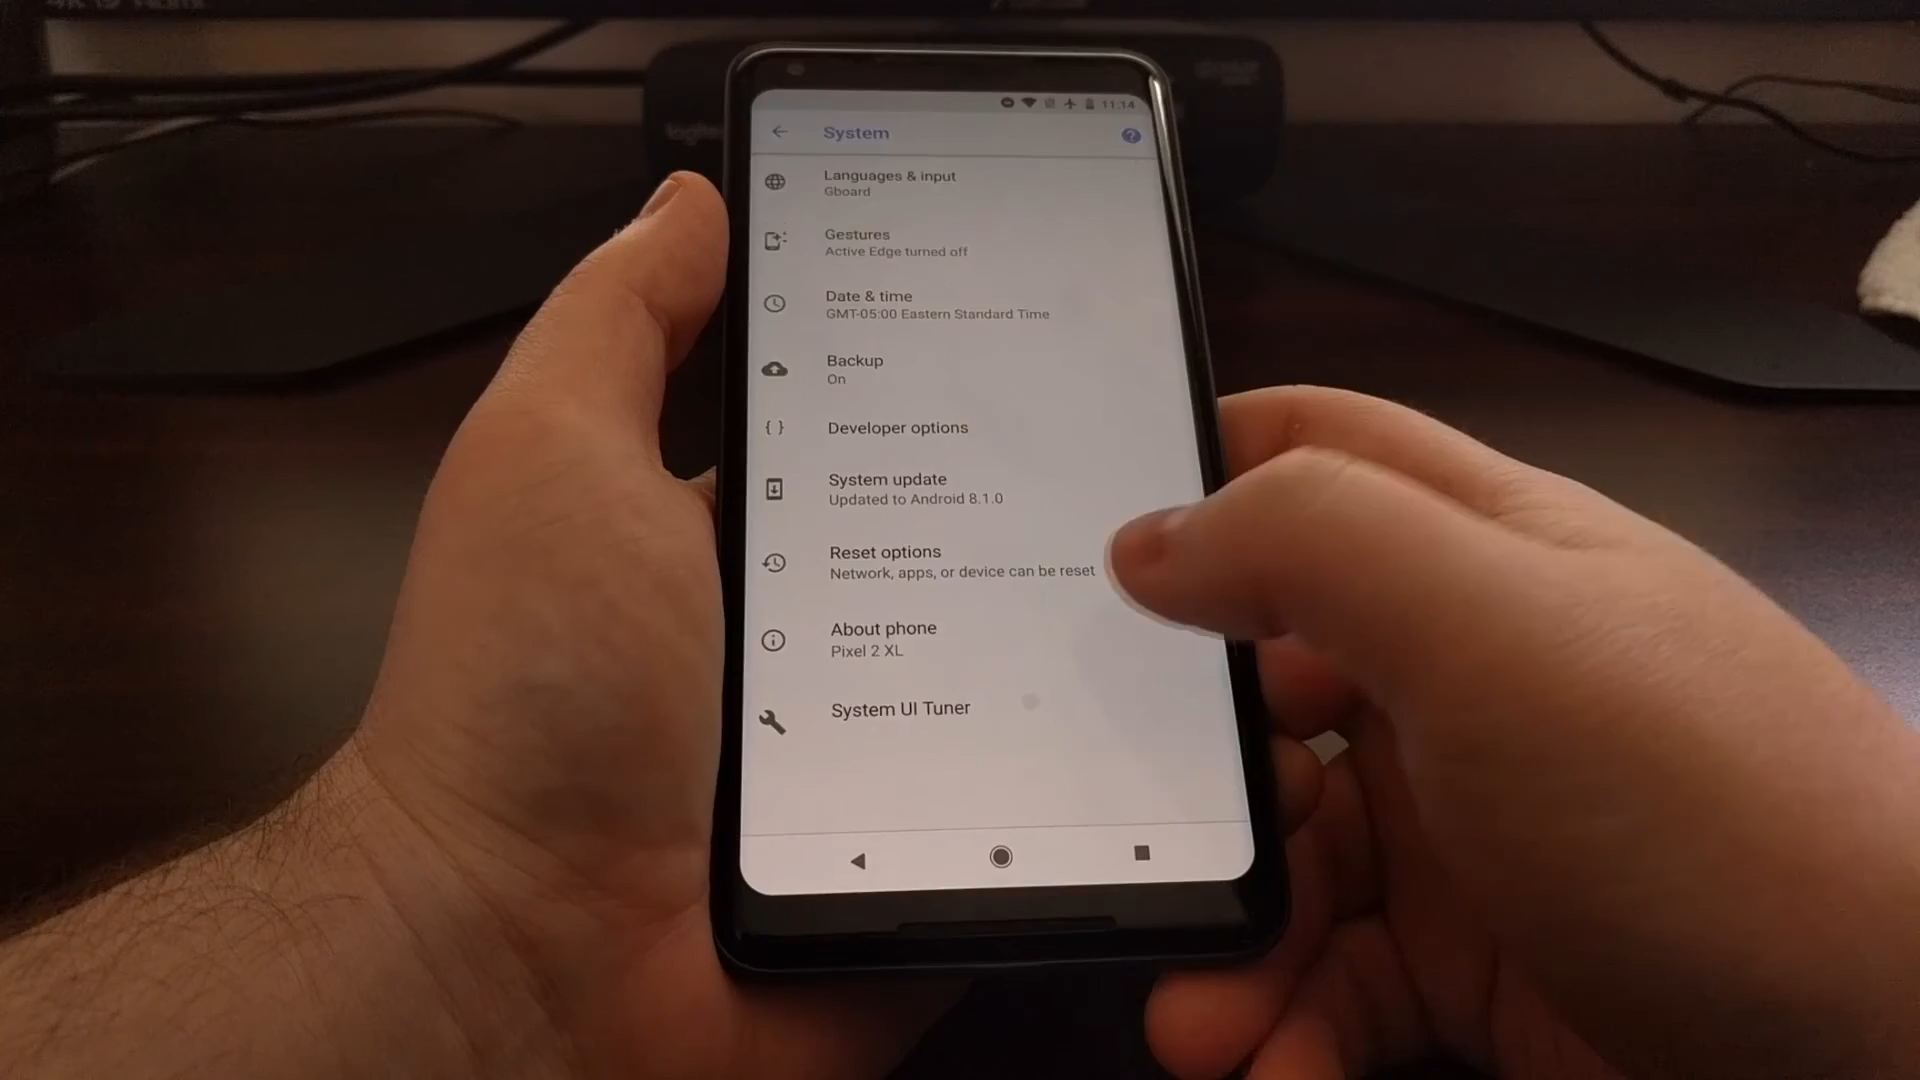 11:14
System
Languages & input
Gboard
Gestures
Active Edge turned off
Date & time
GMT-05:00 Eastern Standard Time
Backup
On
Developer options
System update
Updated to Android 8.1.0
Reset options
Network, apps, or device can be reset
About phone
Pixel 2 XL
System UI Tuner